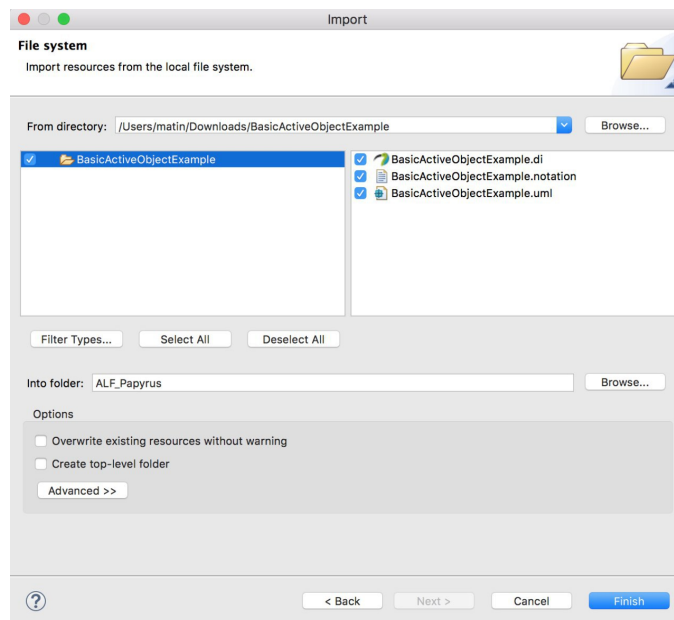 Import
File system
Import resources from the local file system.
From directory: /Users/matin/Downloads/BasicActiveObjectExample Browse...
BasicActiveObjectExample
BasicActiveObjectExample.di
BasicActiveObjectExample.notation
BasicActiveObjectExample.uml
Filter Types... Select All Deselect All
Into folder: ALF_Papyrus Browse...
Options
Overwrite existing resources without warning
Create top-level folder
Advanced >>
? < Back Next > Cancel Finish